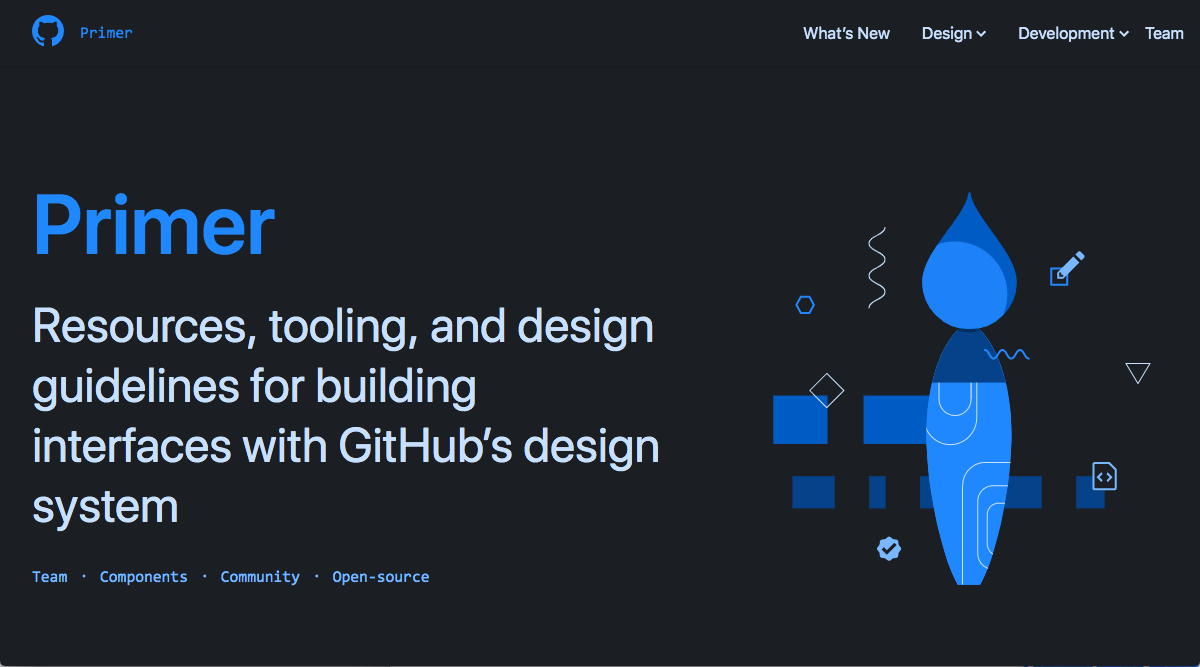 Primer
What's New
Design
Development
Team
Primer
Resources, tooling, and design
guidelines for building
interfaces with GitHub’s design
system
Team · Components · Community · Open-source